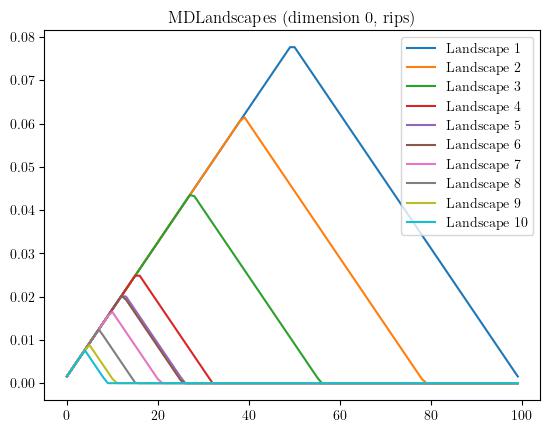 MDLandscapes (dimension 0, rips)
0.08
0.07
0.06
0.05
0.04
0.03
0.02
0.01
0.00
0 20 40 60 80 100
Landscape 1
Landscape 2
Landscape 3
Landscape 4
Landscape 5
Landscape 6
Landscape 7
Landscape 8
Landscape 9
Landscape 10